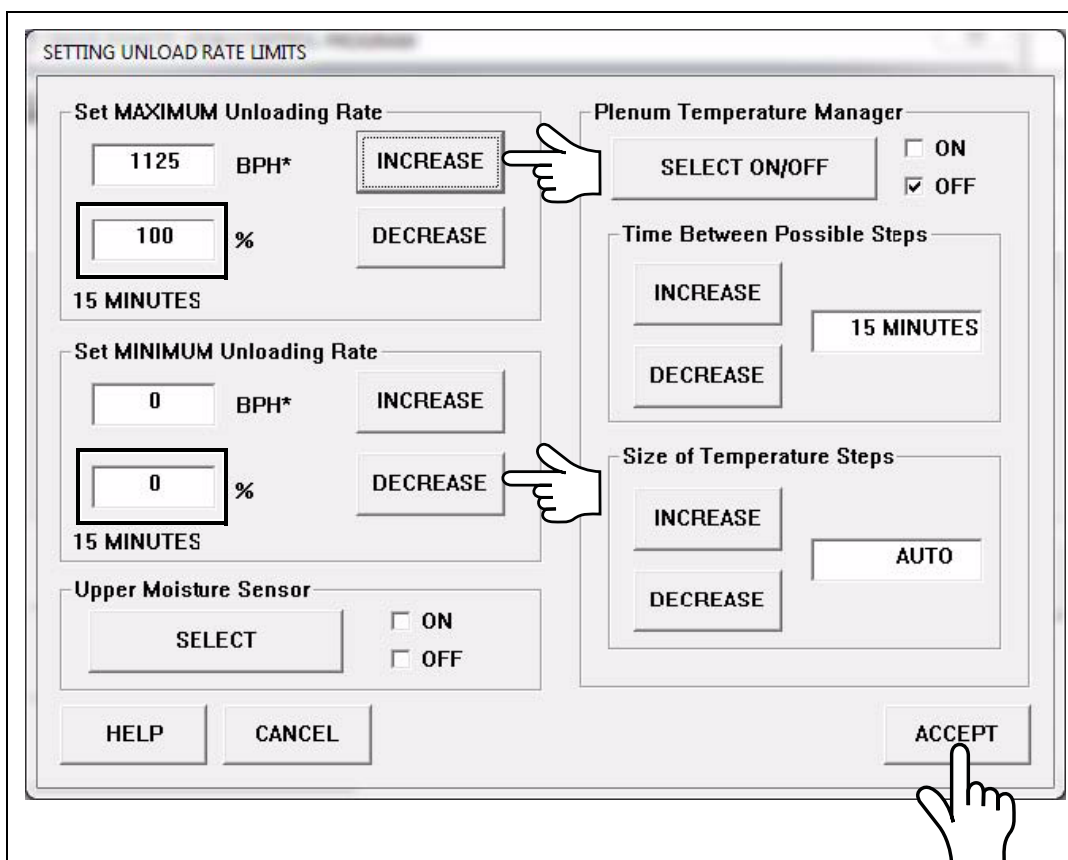 SETTING UNLOAD RATE LIMITS
Set MAXIMUM Unloading Rate
1125 BPH* INCREASE
100 % DECREASE
15 MINUTES
Set MINIMUM Unloading Rate
0 BPH* INCREASE
0 % DECREASE
15 MINUTES
Upper Moisture Sensor
SELECT
ON
OFF
Plenum Temperature Manager
SELECT ON/OFF
ON
OFF
Time Between Possible Steps
INCREASE
15 MINUTES
DECREASE
Size of Temperature Steps
INCREASE
AUTO
DECREASE
HELP CANCEL ACCEPT